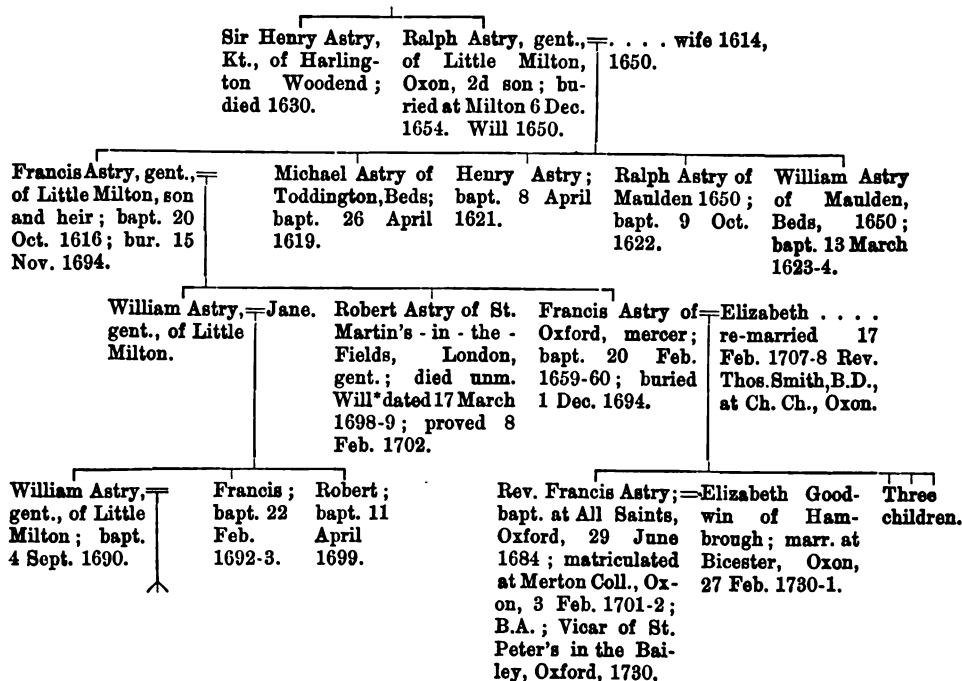 Sir Henry Astry,
Kt., of Harling-
ton Woodend ;
died 1630.
Ralph Astry, gent.,
of Little Milton,
Oxon, 2d son ; bu-
ried at Milton 6 Dec.
1654. Will 1650.
. . . . wife 1614,
1650.
Francis Astry, gent.,
of Little Milton, son
and heir ; bapt. 20
Oct. 1616 ; bur. 15
Nov. 1694.
Michael Astry of
Toddington, Beds;
bapt. 26 April
1619.
Henry Astry ;
bapt. 8 April
1621.
Ralph Astry of
Maulden 1650 ;
bapt. 9 Oct.
1622.
William Astry
of Maulden,
Beds, 1650 ;
bapt. 13 March
1623-4.
William Astry,
gent., of Little
Milton.
Jane.
Robert Astry of St.
Martin's - in - the -
Fields, London,
gent. ; died unm.
Will* dated 17 March
1698-9 ; proved 8
Feb. 1702.
Francis Astry of
Oxford, mercer ;
bapt. 20 Feb.
1659-60 ; buried
1 Dec. 1694.
Elizabeth . . . .
re-married 17
Feb. 1707-8 Rev.
Thos. Smith, B.D.,
at Ch. Ch., Oxon.
William Astry,
gent., of Little
Milton ; bapt.
4 Sept. 1690.
Francis ;
bapt. 22
Feb.
1692-3.
Robert ;
bapt. 11
April
1699.
Rev. Francis Astry ;
bapt. at All Saints,
Oxford, 29 June
1684 ; matriculated
at Merton Coll., Ox-
on, 3 Feb. 1701-2 ;
B.A. ; Vicar of St.
Peter's in the Bai-
ley, Oxford, 1730.
Elizabeth Good-
win of Ham-
brough ; marr. at
Bicester, Oxon,
27 Feb. 1730-1.
Three
children.